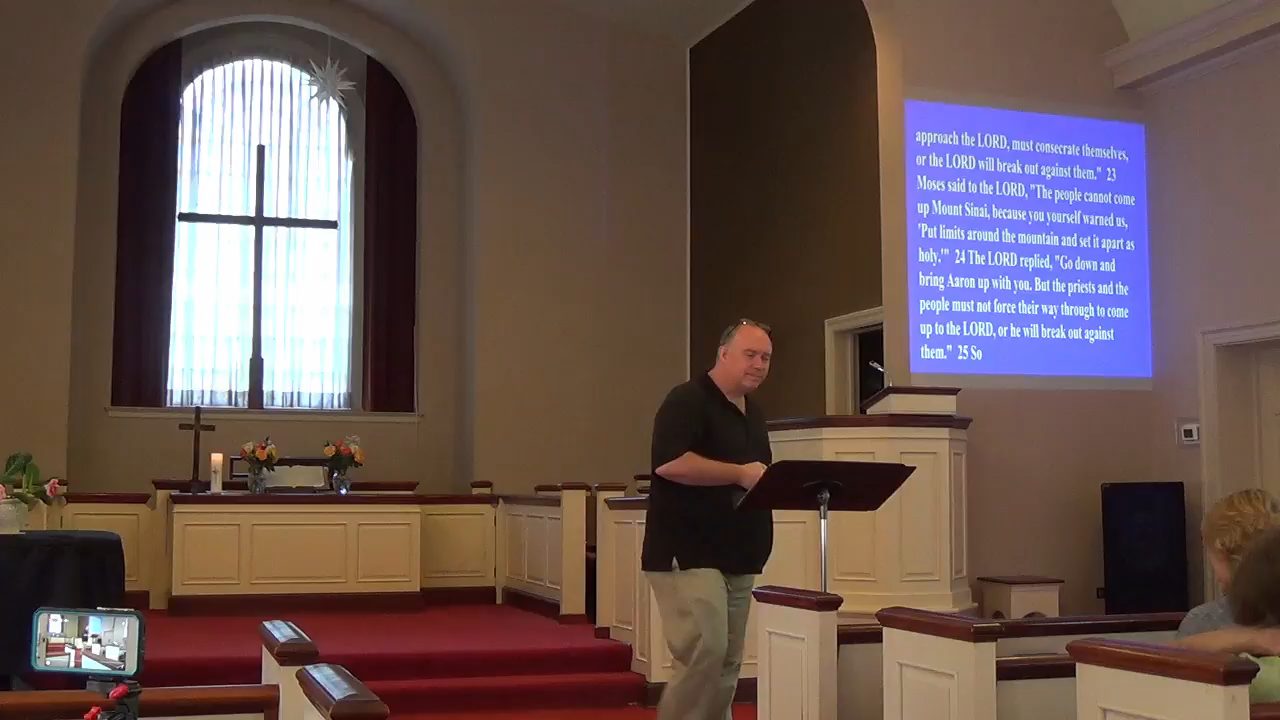 approach the LORD, must consecrate themselves,
or the LORD will break out against them." 23
Moses said to the LORD, "The people cannot come
up Mount Sinai, because you yourself warned us,
'Put limits around the mountain and set it apart as
holy.'" 24 The LORD replied, "Go down and
bring Aaron up with you. But the priests and the
people must not force their way through to come
up to the LORD, or he will break out against
them." 25 So